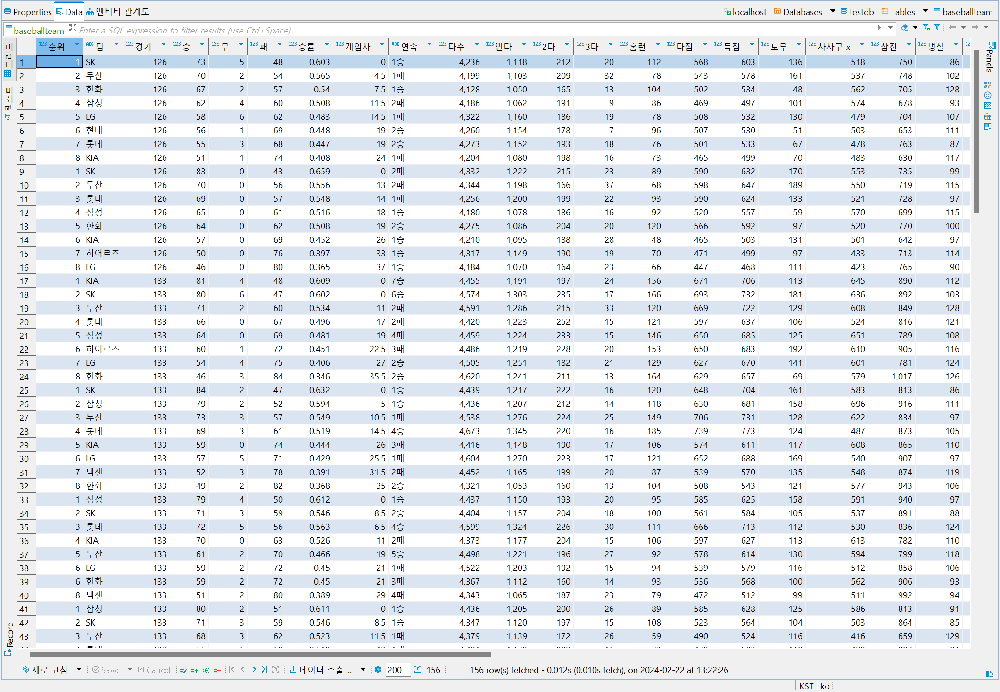 Properties Data 엔티티 관계도 localhost Databases testdb Tables baseballteam
baseballteam Enter a SQL expression to filter results (use Ctrl+Space)
그리드
텍스트
Record
Panels
123 순위 ABC 팀 123 경기 123 승 123 무 123 패 123 승률 123 게임차 ABC 연속 123 타수 123 안타 123 2타 123 3타 123 홈런 123 타점 123 득점 123 도루 123 사사구_x 123 삼진 123 병살 123
1 1 SK 126 73 5 48 0.603 0 1승 4,236 1,118 212 20 112 568 603 136 518 750 86
2 2 두산 126 70 2 54 0.565 4.5 1패 4,199 1,103 209 32 78 543 578 161 537 748 102
3 3 한화 126 67 2 57 0.54 7.5 1승 4,128 1,050 165 13 104 502 534 48 562 705 128
4 4 삼성 126 62 4 60 0.508 11.5 2패 4,186 1,062 191 9 86 469 497 101 574 678 93
5 5 LG 126 58 6 62 0.483 14.5 1패 4,322 1,160 186 19 78 508 532 130 479 704 107
6 6 현대 126 56 1 69 0.448 19 2승 4,260 1,154 178 7 96 507 530 51 503 653 111
7 7 롯데 126 55 3 68 0.447 19 2승 4,273 1,152 193 18 76 501 533 67 478 763 87
8 8 KIA 126 51 1 74 0.408 24 1패 4,204 1,080 198 16 73 465 499 70 483 630 117
9 1 SK 126 83 0 43 0.659 0 2패 4,332 1,222 215 23 89 590 632 170 553 735 99
10 2 두산 126 70 0 56 0.556 13 2패 4,344 1,198 166 37 68 598 647 189 550 719 115
11 3 롯데 126 69 0 57 0.548 14 1패 4,256 1,200 199 22 93 590 624 133 521 728 97
12 4 삼성 126 65 0 61 0.516 18 1승 4,180 1,078 186 16 92 520 557 59 570 699 115
13 5 한화 126 64 0 62 0.508 19 2승 4,275 1,086 204 20 120 566 592 97 520 770 100
14 6 KIA 126 57 0 69 0.452 26 1승 4,210 1,095 188 28 48 465 503 131 501 642 97
15 7 히어로즈 126 50 0 76 0.397 33 1승 4,317 1,149 190 19 70 471 499 97 433 713 114
16 8 LG 126 46 0 80 0.365 37 1승 4,184 1,070 164 23 66 447 468 111 423 765 90
17 1 KIA 133 81 4 48 0.609 0 7승 4,455 1,191 197 24 156 671 706 113 645 890 112
18 2 SK 133 80 6 47 0.602 0 6승 4,574 1,303 235 17 166 693 732 181 636 892 103
19 3 두산 133 71 2 60 0.534 11 2패 4,591 1,286 215 33 120 669 722 129 608 849 128
20 4 롯데 133 66 0 67 0.496 17 2패 4,420 1,223 252 15 121 597 637 106 524 816 121
21 5 삼성 133 64 0 69 0.481 19 4패 4,459 1,224 233 15 146 650 685 125 651 789 108
22 6 히어로즈 133 60 1 72 0.451 22.5 3패 4,486 1,219 228 20 153 650 683 192 610 905 116
23 7 LG 133 54 4 75 0.406 27 2승 4,505 1,251 182 21 129 627 670 141 601 781 124
24 8 한화 133 46 3 84 0.346 35.5 2승 4,620 1,241 211 13 164 629 657 69 579 1,017 126
25 1 SK 133 84 2 47 0.632 0 1승 4,439 1,217 222 16 120 648 704 161 583 813 86
26 2 삼성 133 79 2 52 0.594 5 1승 4,436 1,207 212 14 118 630 681 158 696 916 111
27 3 두산 133 73 3 57 0.549 10.5 1패 4,538 1,276 224 25 149 706 731 128 622 834 97
28 4 롯데 133 69 3 61 0.519 14.5 4승 4,673 1,345 220 16 185 739 773 124 487 873 105
29 5 KIA 133 59 0 74 0.444 26 3패 4,416 1,148 190 17 106 574 611 117 608 865 110
30 6 LG 133 57 5 71 0.429 25.5 1패 4,604 1,270 223 17 121 652 688 169 540 907 97
31 7 넥센 133 52 3 78 0.391 31.5 2패 4,452 1,165 199 20 87 539 570 135 548 874 119
32 8 한화 133 49 2 82 0.368 35 2승 4,321 1,053 160 13 104 508 543 121 577 943 106
33 1 삼성 133 79 4 50 0.612 0 1승 4,437 1,150 193 20 95 585 625 158 591 940 97
34 2 SK 133 71 3 59 0.546 8.5 2승 4,404 1,157 204 18 100 561 584 105 537 891 88
35 3 롯데 133 72 5 56 0.563 6.5 4승 4,599 1,324 226 30 111 666 713 112 530 836 124
36 4 KIA 133 70 0 63 0.526 11 2패 4,373 1,177 204 15 106 597 627 113 613 782 110
37 5 두산 133 61 2 70 0.466 19 5승 4,498 1,221 196 27 92 578 614 130 594 799 118
38 6 LG 133 59 2 72 0.45 21 1패 4,522 1,203 192 15 94 539 579 116 512 858 106
39 6 한화 133 59 2 72 0.45 21 3패 4,367 1,112 160 14 93 536 568 100 562 906 93
40 8 넥센 133 51 2 80 0.389 29 4패 4,343 1,065 187 23 79 472 512 99 511 992 94
41 1 삼성 133 80 2 51 0.611 0 1승 4,436 1,205 200 26 89 585 628 125 586 813 91
42 2 SK 133 71 3 59 0.546 8.5 1승 4,347 1,120 197 15 108 523 564 104 503 864 85
43 3 두산 133 68 3 62 0.523 11.5 1패 4,379 1,139 172 26 59 490 524 116 416 659 129
새로 고침 Save Cancel 데이터 추출 ... 200 156 156 row(s) fetched - 0.012s (0.010s fetch), on 2024-02-22 at 13:22:26
KST ko